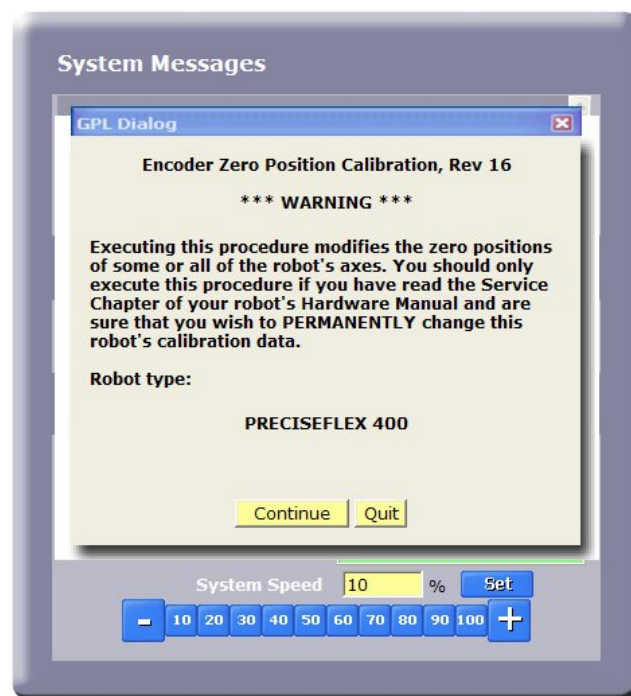 System Messages
GPL Dialog
Encoder Zero Position Calibration, Rev 16
*** WARNING ***
Executing this procedure modifies the zero positions
of some or all of the robot's axes. You should only
execute this procedure if you have read the Service
Chapter of your robot's Hardware Manual and are
sure that you wish to PERMANENTLY change this
robot's calibration data.
Robot type:
PRECISEFLEX 400
Continue Quit
System Speed 10 % Set
- 10 20 30 40 50 60 70 80 90 100 +